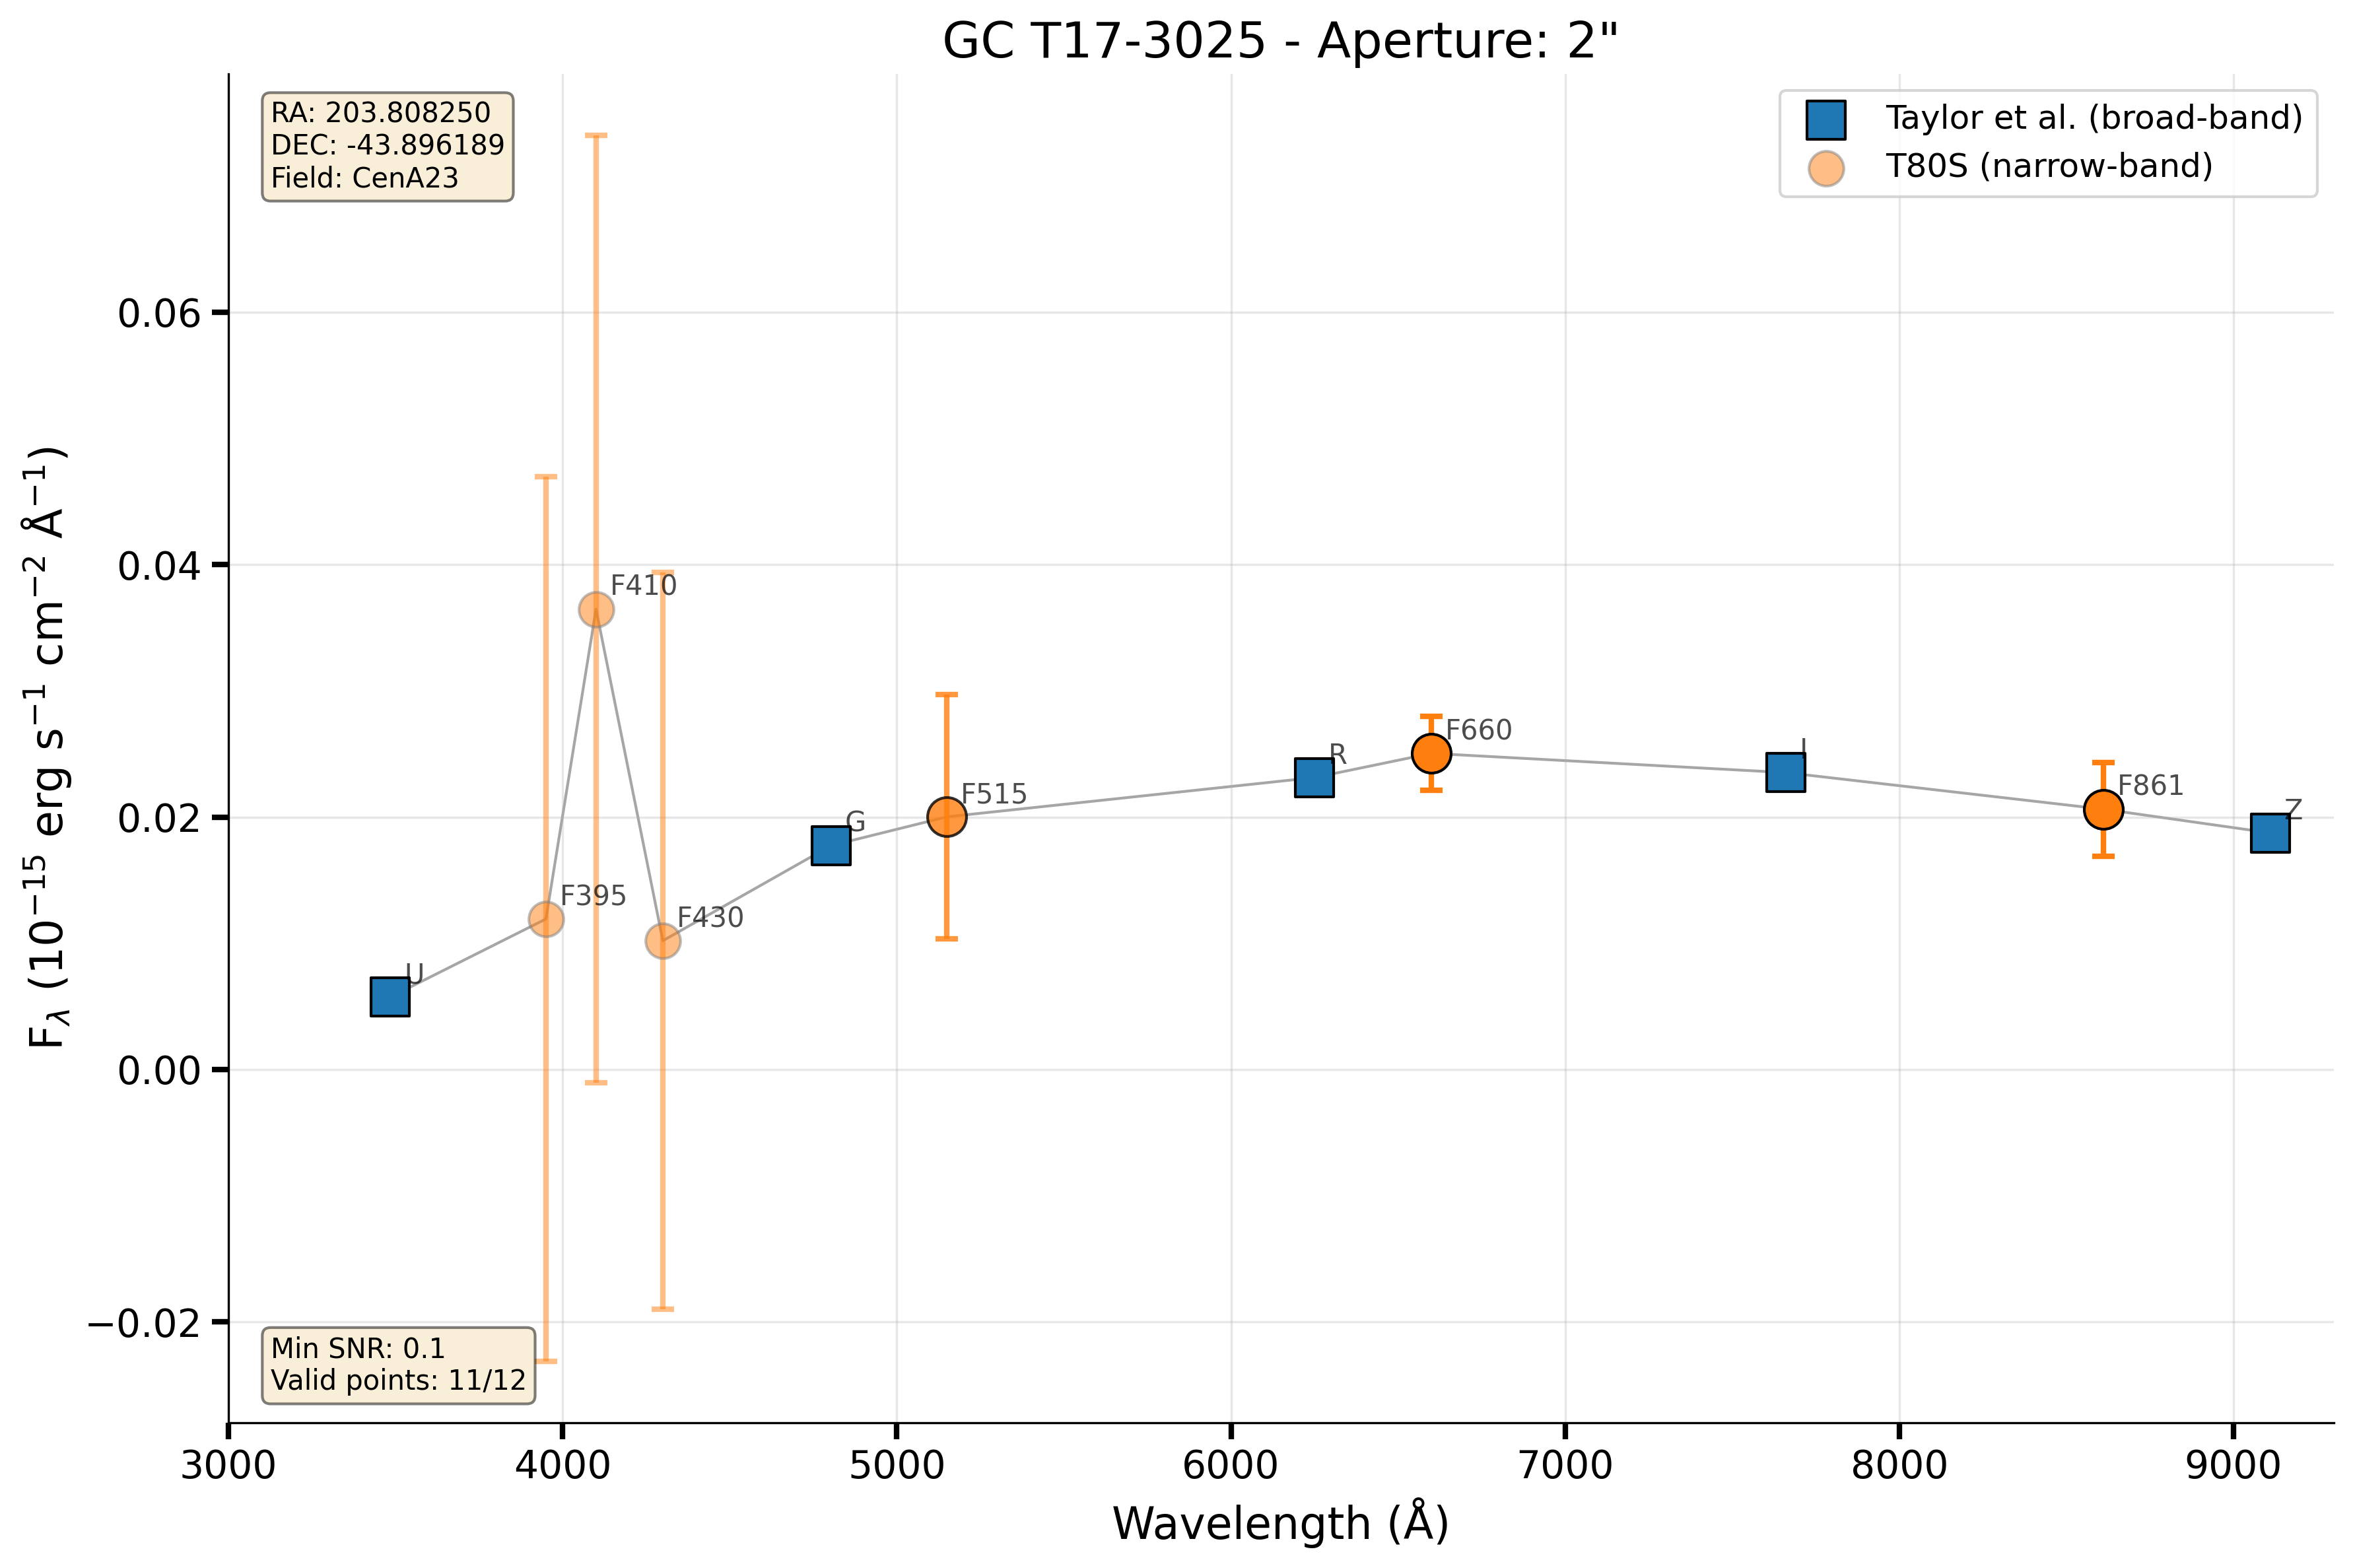 GC T17-3025 - Aperture: 2"
RA: 203.808250
DEC: -43.896189
Field: CenA23
Taylor et al. (broad-band)
T80S (narrow-band)
0.06
0.04
0.02
0.00
−0.02
F_λ (10⁻¹⁵ erg s⁻¹ cm⁻² Å⁻¹)
U
F395
F410
F430
G
F515
R
F660
I
F861
Z
Min SNR: 0.1
Valid points: 11/12
3000
4000
5000
6000
7000
8000
9000
Wavelength (Å)